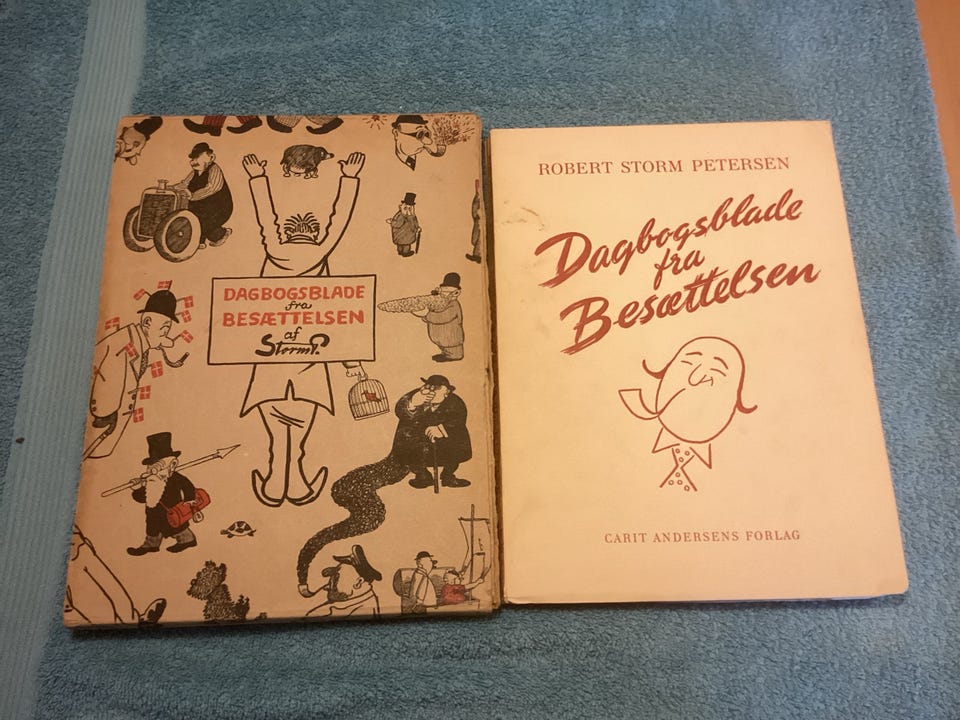 DAGBOGSBLADE
fra
BESÆTTELSEN
af
Storm P.
ROBERT STORM PETERSEN
Dagbogsblade
fra
Besættelsen
CARIT ANDERSENS FORLAG